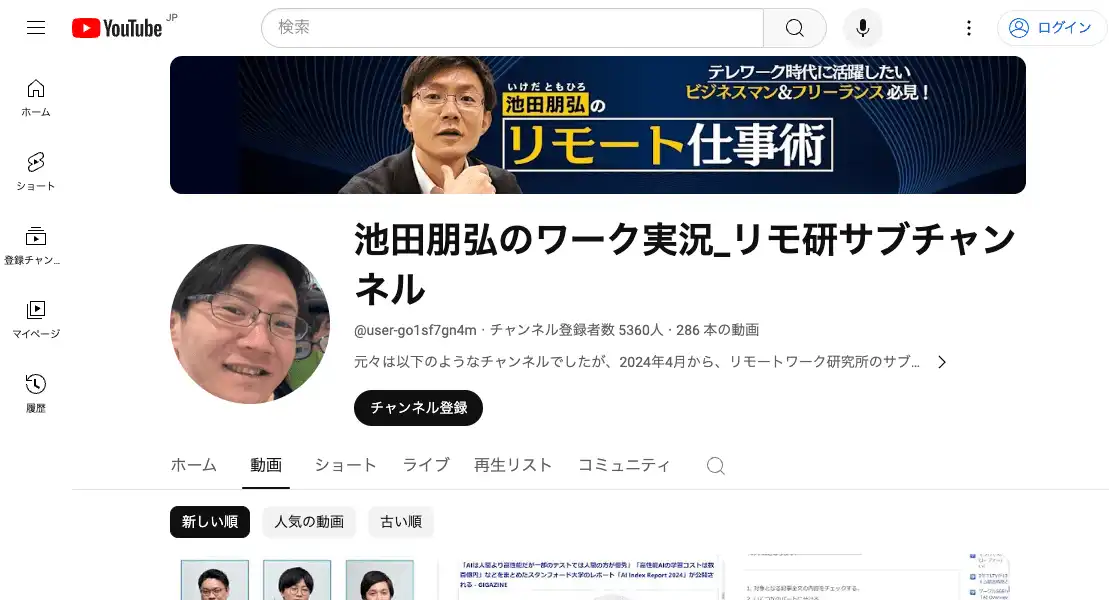 YouTube JP
検索
ログイン
ホーム
ショート
登録チャン...
マイページ
履歴
テレワーク時代に活躍したい
ビジネスマン&フリーランス必見！
いけだともひろ
池田朋弘の
リモート仕事術
池田朋弘のワーク実況_リモ研サブチャン
ネル
@user-go1sf7gn4m · チャンネル登録者数 5360人 · 286 本の動画
元々は以下のようなチャンネルでしたが、2024年4月から、リモートワーク研究所のサブ...
チャンネル登録
ホーム 動画 ショート ライブ 再生リスト コミュニティ
新しい順 人気の動画 古い順
「AIは人間より高性能だが一部のテストでは人間の方が優秀」「高性能AIの学習コストは数
百億円」などをまとめたスタンフォード大学のレポート「AI Index Report 2024」が公開さ
れる - GIGAZINE
1. 対象となる記事全文の内容をチェックする。